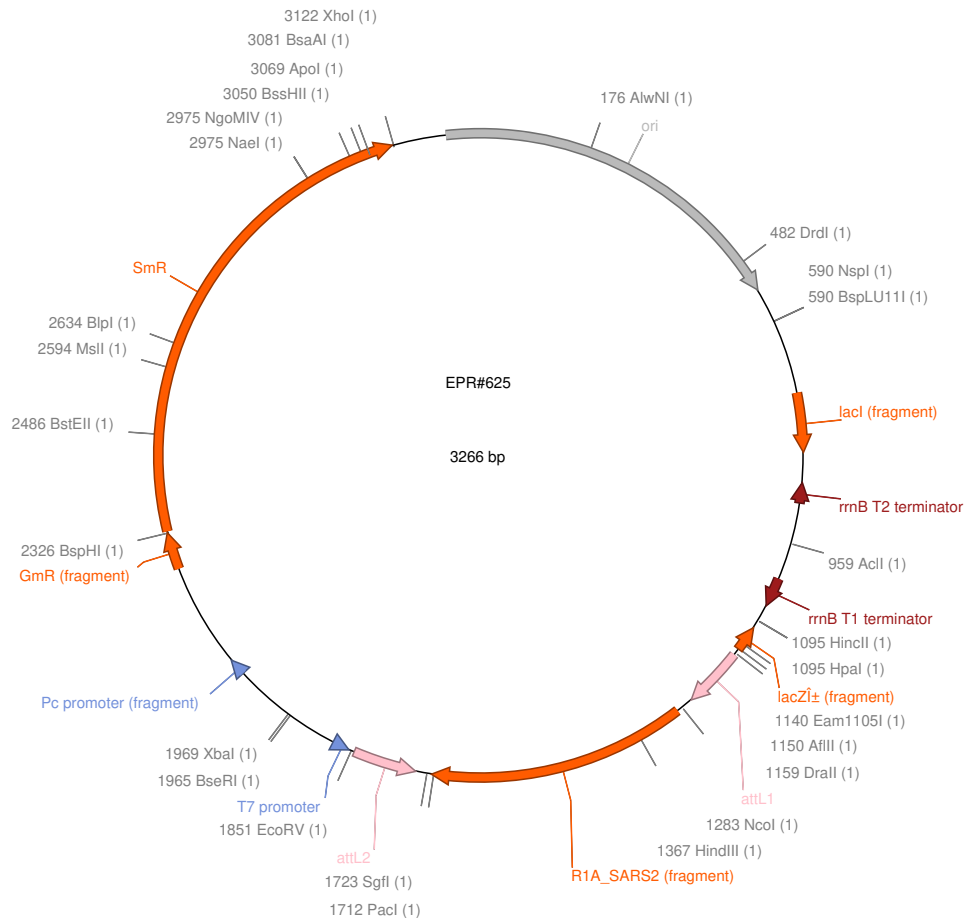 3122 XhoI (1)
3081 BsaAI (1)
3069 ApoI (1)
3050 BssHII (1)
2975 NgoMIV (1)
2975 NaeI (1)
176 AlwNI (1)
ori
482 DrdI (1)
590 NspI (1)
590 BspLU11I (1)
SmR
2634 BlpI (1)
2594 MslI (1)
2486 BstEII (1)
EPR#625
3266 bp
lacI (fragment)
rrnB T2 terminator
959 AclI (1)
2326 BspHI (1)
GmR (fragment)
rrnB T1 terminator
1095 HincII (1)
1095 HpaI (1)
lacZÎ± (fragment)
1140 Eam1105I (1)
1150 AflII (1)
1159 DraII (1)
Pc promoter (fragment)
1969 XbaI (1)
1965 BseRI (1)
T7 promoter
1851 EcoRV (1)
attL1
1283 NcoI (1)
1367 HindIII (1)
attL2
R1A_SARS2 (fragment)
1723 SgfI (1)
1712 PacI (1)